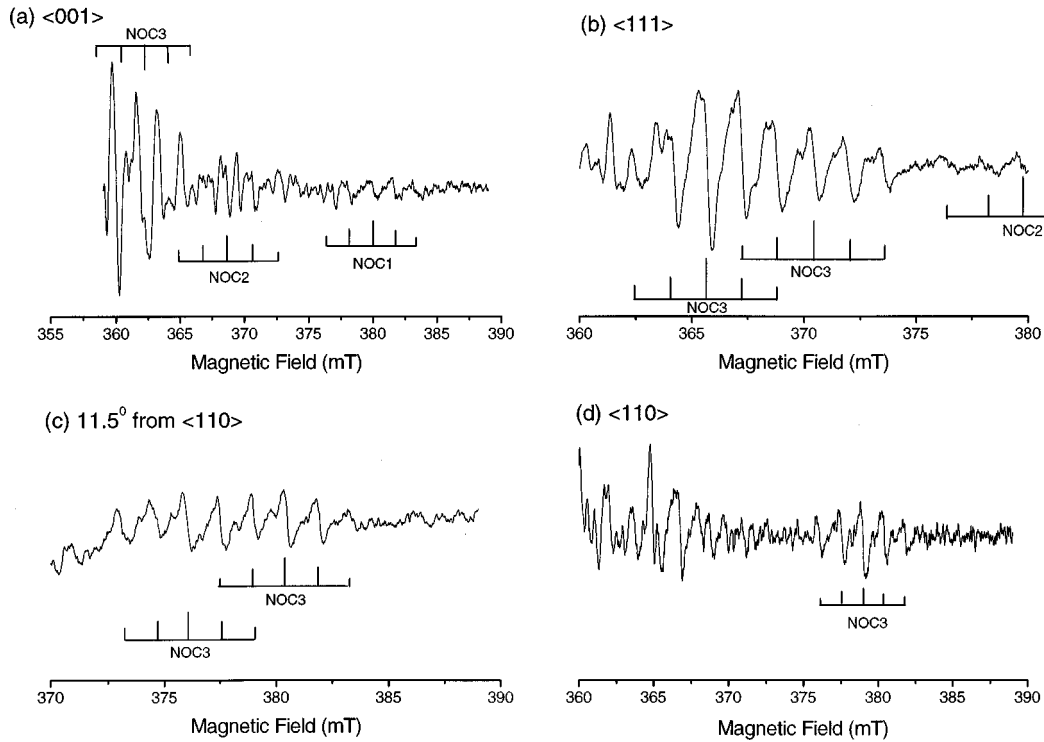 (a) <001>
NOC3
NOC2
NOC1
355 360 365 370 375 380 385 390
Magnetic Field (mT)
(b) <111>
NOC2
NOC3
NOC3
360 365 370 375 380
Magnetic Field (mT)
(c) 11.5⁰ from <110>
NOC3
NOC3
370 375 380 385 390
Magnetic Field (mT)
(d) <110>
NOC3
360 365 370 375 380 385 390
Magnetic Field (mT)